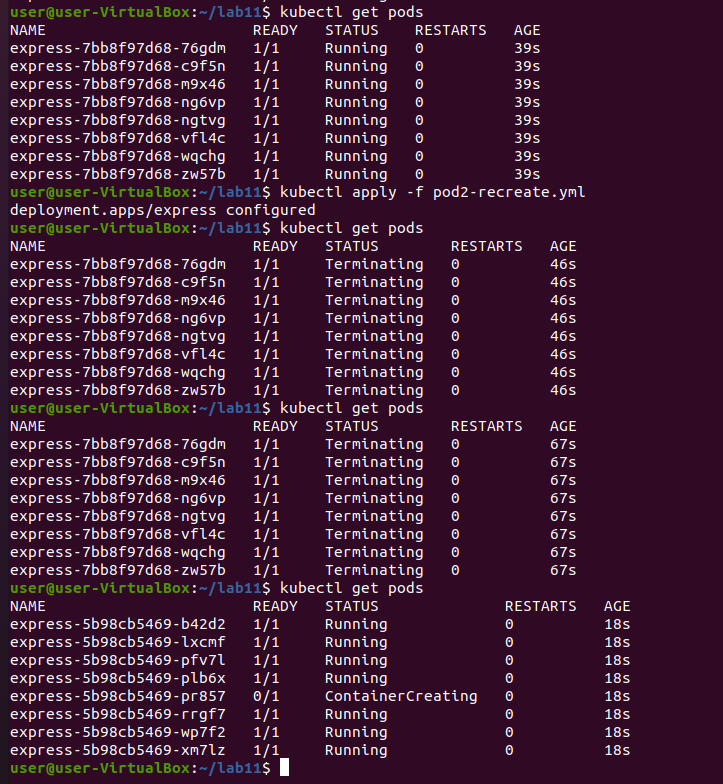 user@user-VirtualBox:~/lab11$ kubectl get pods
NAME                       READY   STATUS    RESTARTS   AGE
express-7bb8f97d68-76gdm   1/1     Running   0          39s
express-7bb8f97d68-c9f5n   1/1     Running   0          39s
express-7bb8f97d68-m9x46   1/1     Running   0          39s
express-7bb8f97d68-ng6vp   1/1     Running   0          39s
express-7bb8f97d68-ngtvg   1/1     Running   0          39s
express-7bb8f97d68-vfl4c   1/1     Running   0          39s
express-7bb8f97d68-wqchg   1/1     Running   0          39s
express-7bb8f97d68-zw57b   1/1     Running   0          39s
user@user-VirtualBox:~/lab11$ kubectl apply -f pod2-recreate.yml
deployment.apps/express configured
user@user-VirtualBox:~/lab11$ kubectl get pods
NAME                       READY   STATUS        RESTARTS   AGE
express-7bb8f97d68-76gdm   1/1     Terminating   0          46s
express-7bb8f97d68-c9f5n   1/1     Terminating   0          46s
express-7bb8f97d68-m9x46   1/1     Terminating   0          46s
express-7bb8f97d68-ng6vp   1/1     Terminating   0          46s
express-7bb8f97d68-ngtvg   1/1     Terminating   0          46s
express-7bb8f97d68-vfl4c   1/1     Terminating   0          46s
express-7bb8f97d68-wqchg   1/1     Terminating   0          46s
express-7bb8f97d68-zw57b   1/1     Terminating   0          46s
user@user-VirtualBox:~/lab11$ kubectl get pods
NAME                       READY   STATUS        RESTARTS   AGE
express-7bb8f97d68-76gdm   1/1     Terminating   0          67s
express-7bb8f97d68-c9f5n   1/1     Terminating   0          67s
express-7bb8f97d68-m9x46   1/1     Terminating   0          67s
express-7bb8f97d68-ng6vp   1/1     Terminating   0          67s
express-7bb8f97d68-ngtvg   1/1     Terminating   0          67s
express-7bb8f97d68-vfl4c   1/1     Terminating   0          67s
express-7bb8f97d68-wqchg   1/1     Terminating   0          67s
express-7bb8f97d68-zw57b   1/1     Terminating   0          67s
user@user-VirtualBox:~/lab11$ kubectl get pods
NAME                       READY   STATUS              RESTARTS   AGE
express-5b98cb5469-b42d2   1/1     Running             0          18s
express-5b98cb5469-lxcmf   1/1     Running             0          18s
express-5b98cb5469-pfv7l   1/1     Running             0          18s
express-5b98cb5469-plb6x   1/1     Running             0          18s
express-5b98cb5469-pr857   0/1     ContainerCreating   0          18s
express-5b98cb5469-rrgf7   1/1     Running             0          18s
express-5b98cb5469-wp7f2   1/1     Running             0          18s
express-5b98cb5469-xm7lz   1/1     Running             0          18s
user@user-VirtualBox:~/lab11$